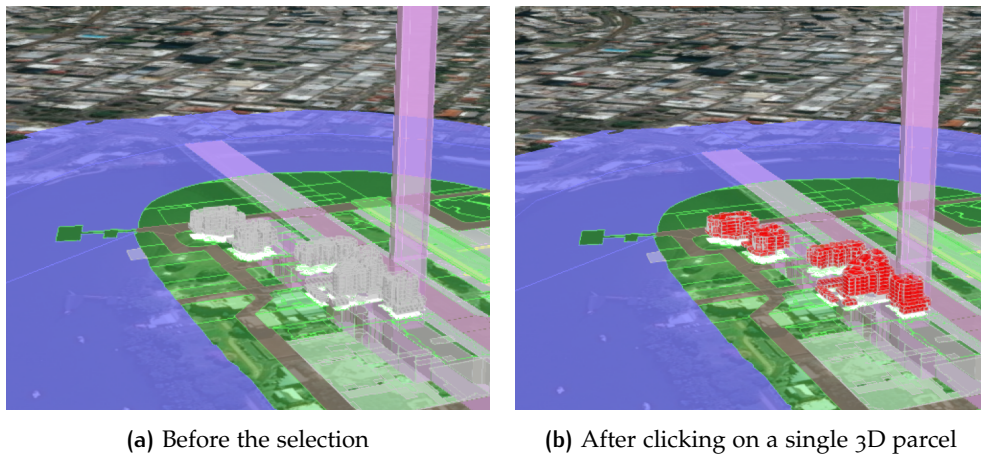 (a) Before the selection
(b) After clicking on a single 3D parcel